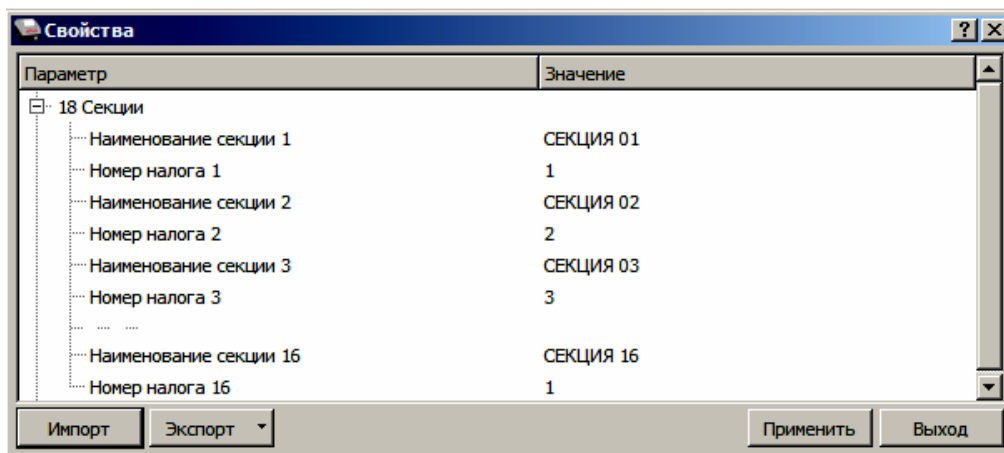 Свойства
Параметр Значение
18 Секции
Наименование секции 1 СЕКЦИЯ 01
Номер налога 1 1
Наименование секции 2 СЕКЦИЯ 02
Номер налога 2 2
Наименование секции 3 СЕКЦИЯ 03
Номер налога 3 3
... ... ...
Наименование секции 16 СЕКЦИЯ 16
Номер налога 16 1
Импорт Экспорт Применить Выход